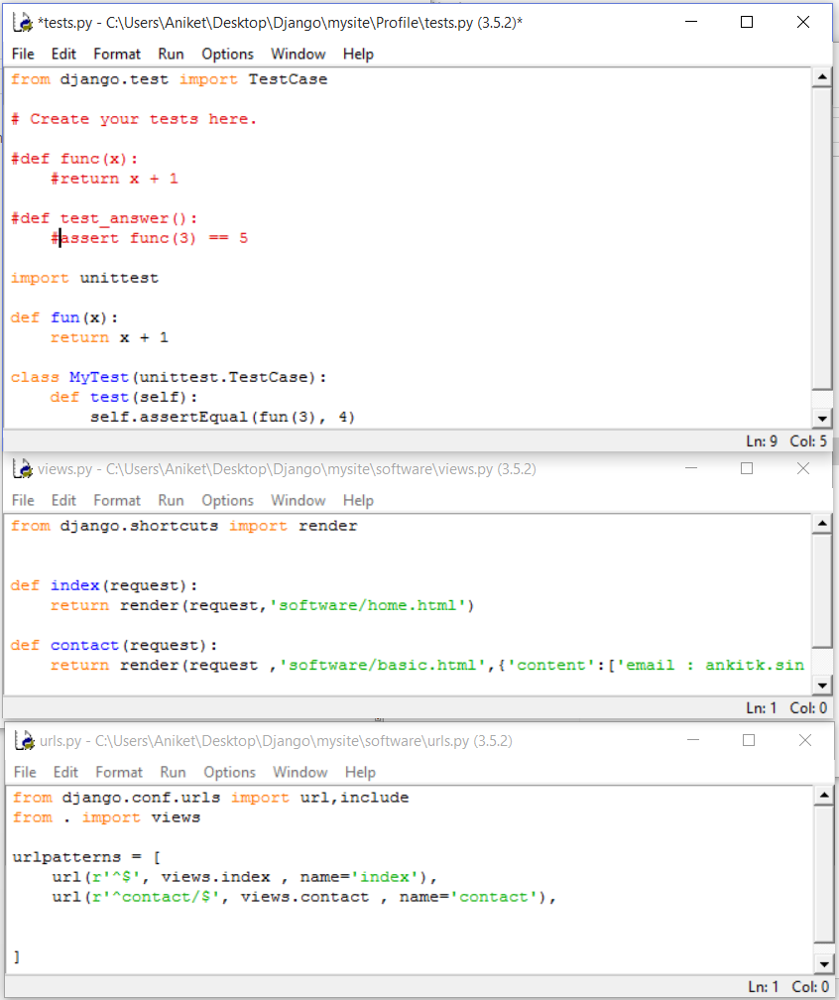 *tests.py - C:\Users\Aniket\Desktop\Django\mysite\Profile\tests.py (3.5.2)*
File Edit Format Run Options Window Help
from django.test import TestCase
# Create your tests here.
#def func(x):
    #return x + 1
#def test_answer():
    #assert func(3) == 5
import unittest
def fun(x):
    return x + 1
class MyTest(unittest.TestCase):
    def test(self):
        self.assertEqual(fun(3), 4)
Ln: 9 Col: 5
views.py - C:\Users\Aniket\Desktop\Django\mysite\software\views.py (3.5.2)
File Edit Format Run Options Window Help
from django.shortcuts import render
def index(request):
    return render(request,'software/home.html')
def contact(request):
    return render(request ,'software/basic.html',{'content':['email : ankitk.sin
Ln: 1 Col: 0
urls.py - C:\Users\Aniket\Desktop\Django\mysite\software\urls.py (3.5.2)
File Edit Format Run Options Window Help
from django.conf.urls import url,include
from . import views
urlpatterns = [
    url(r'^$', views.index , name='index'),
    url(r'^contact/$', views.contact , name='contact'),
]
Ln: 1 Col: 0